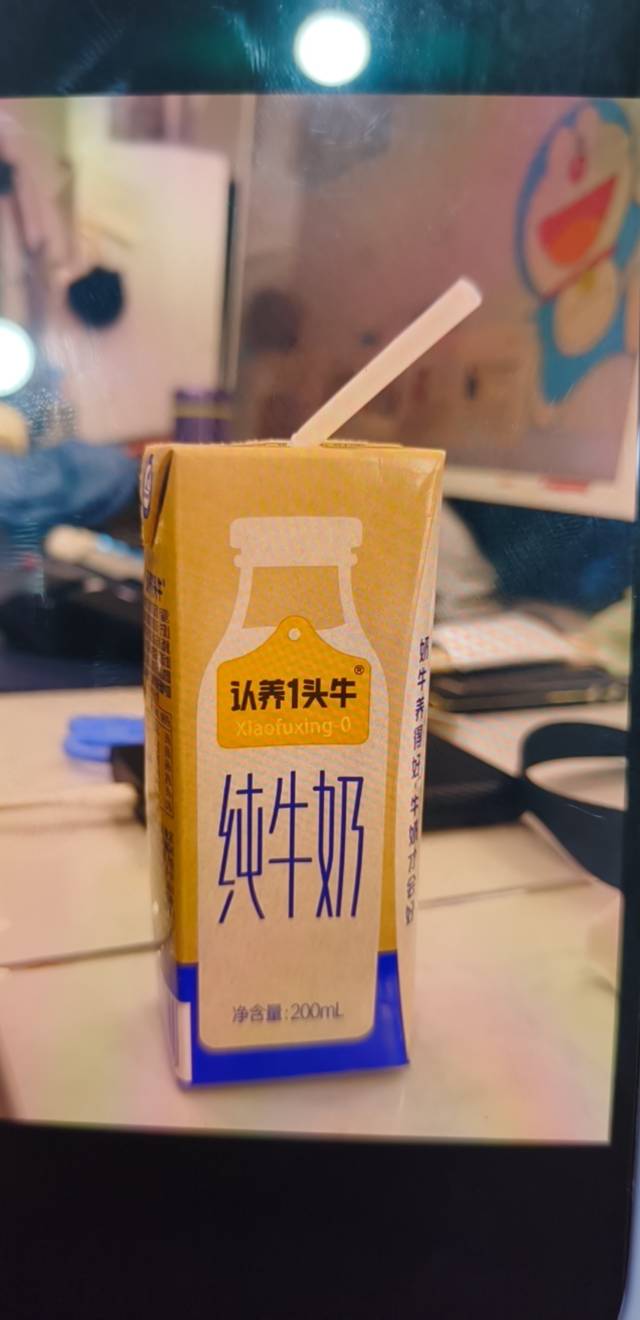 认养1头牛®
Xiaofuxing-0
纯牛奶
净含量:200mL
奶牛养得好 牛奶才会好